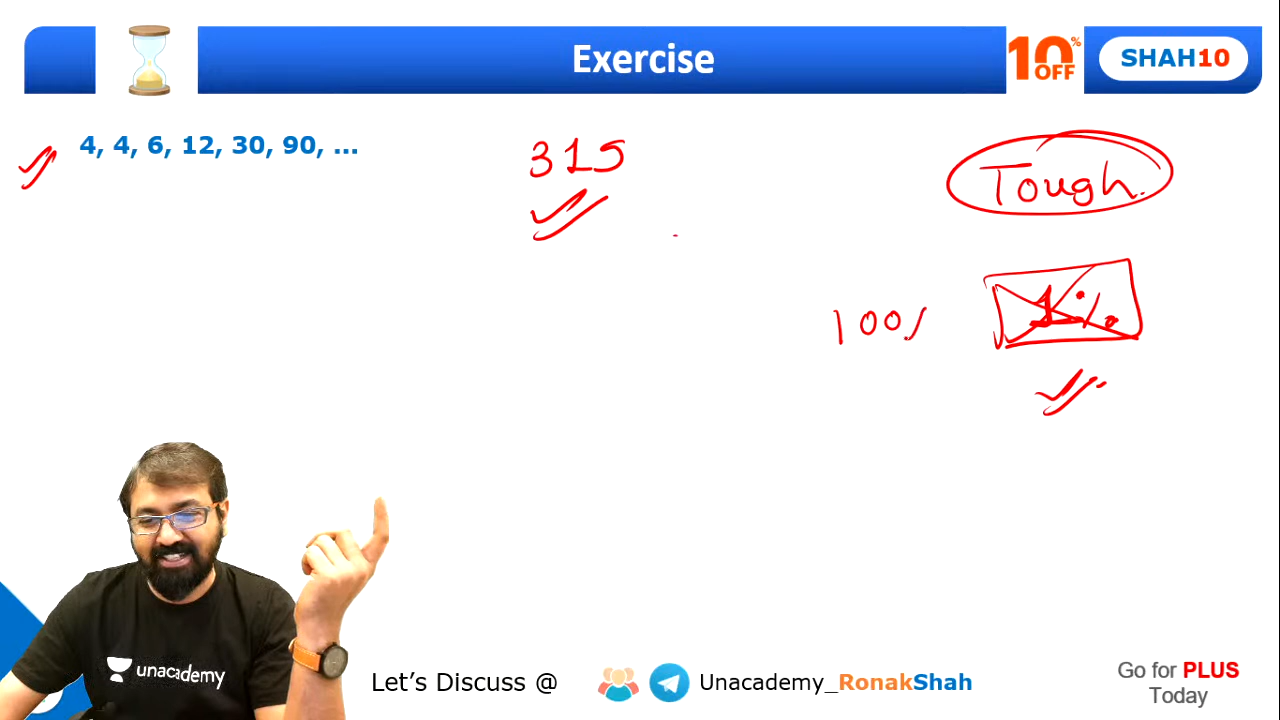 Exercise
10% OFF
SHAH10
4, 4, 6, 12, 30, 90, ...
315
Tough.
1%
100%
unacademy
Let's Discuss @
Unacademy_RonakShah
Go for PLUS
Today